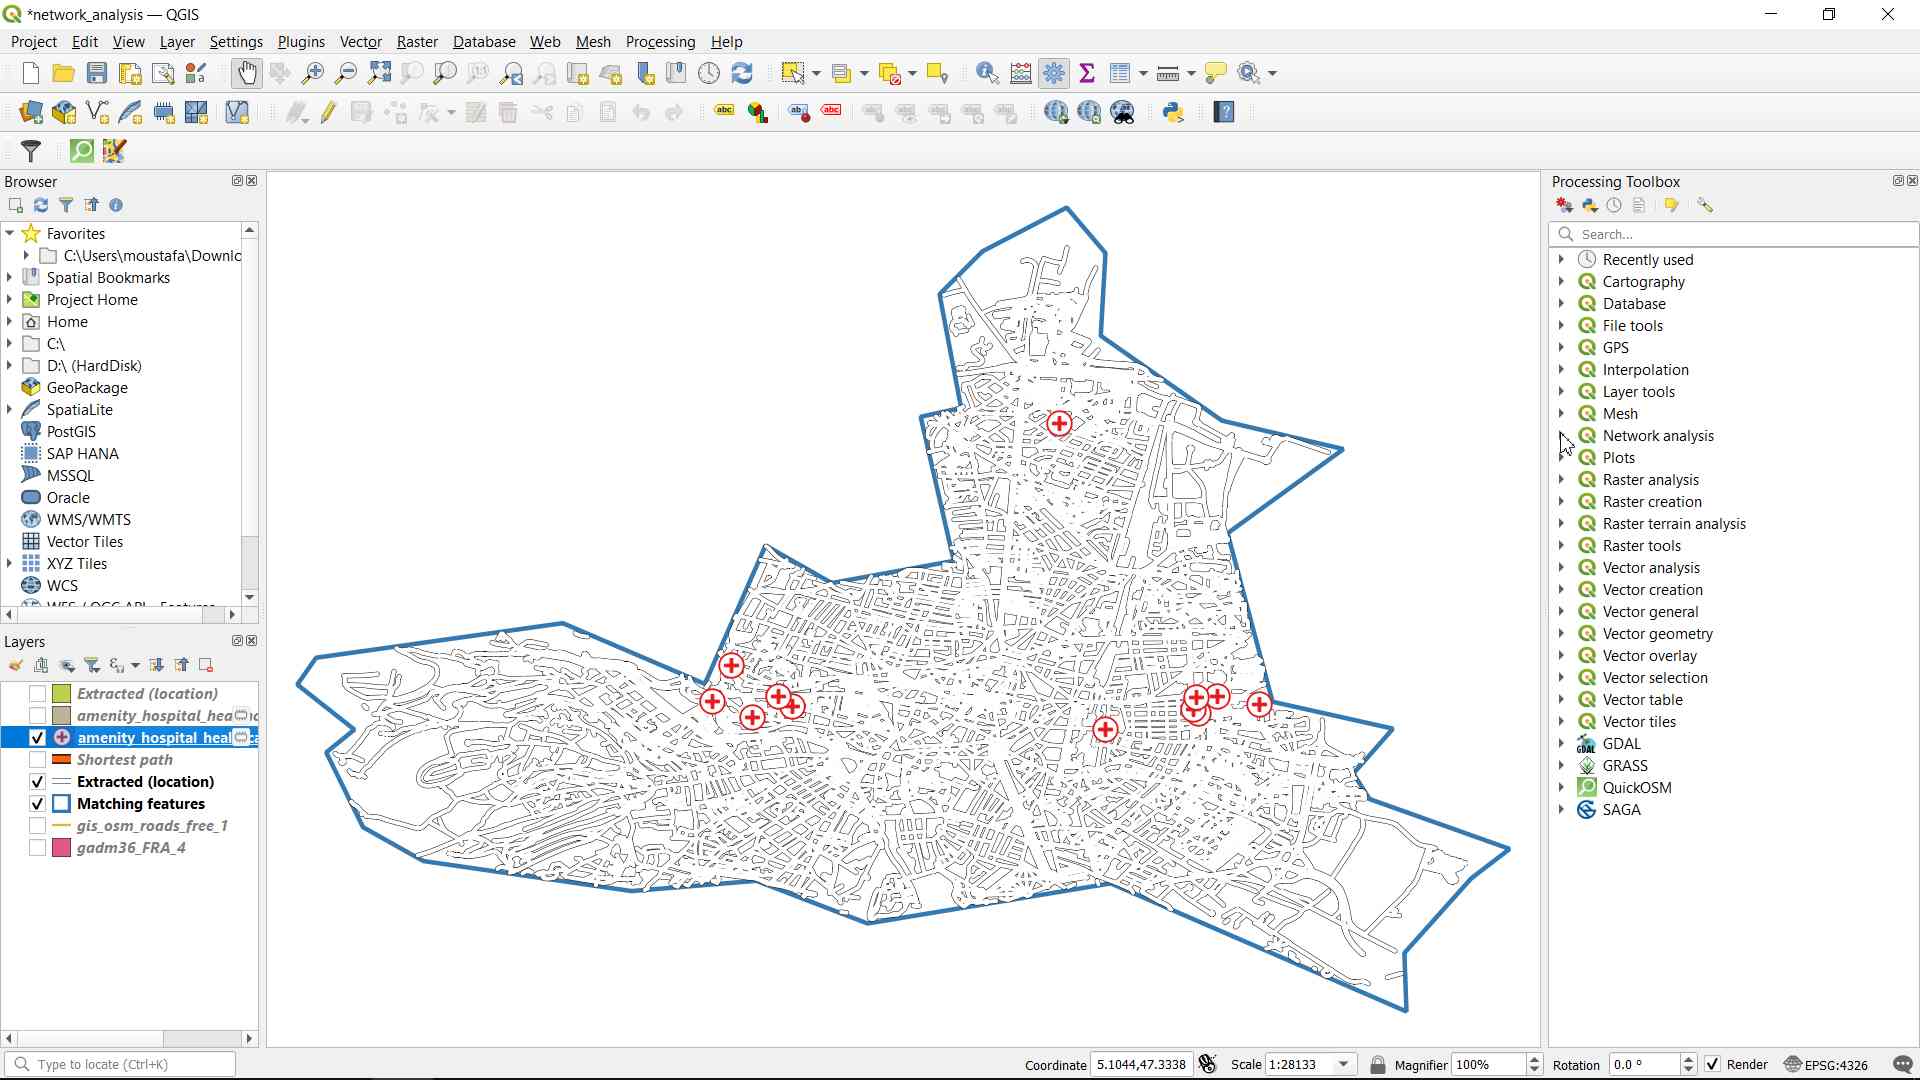 *network_analysis — QGIS
Project Edit View Layer Settings Plugins Vector Raster Database Web Mesh Processing Help
Browser
Favorites
C:\Users\moustafa\Downlc
Spatial Bookmarks
Project Home
Home
C:\
D:\ (HardDisk)
GeoPackage
SpatiaLite
PostGIS
SAP HANA
MSSQL
Oracle
WMS/WMTS
Vector Tiles
XYZ Tiles
WCS
Layers
Extracted (location)
amenity_hospital_hea
amenity_hospital_heal
Shortest path
Extracted (location)
Matching features
gis_osm_roads_free_1
gadm36_FRA_4
Processing Toolbox
Search...
Recently used
Cartography
Database
File tools
GPS
Interpolation
Layer tools
Mesh
Network analysis
Plots
Raster analysis
Raster creation
Raster terrain analysis
Raster tools
Vector analysis
Vector creation
Vector general
Vector geometry
Vector overlay
Vector selection
Vector table
Vector tiles
GDAL
GRASS
QuickOSM
SAGA
Type to locate (Ctrl+K)
Coordinate 5.1044,47.3338 Scale 1:28133 Magnifier 100% Rotation 0.0 ° Render EPSG:4326